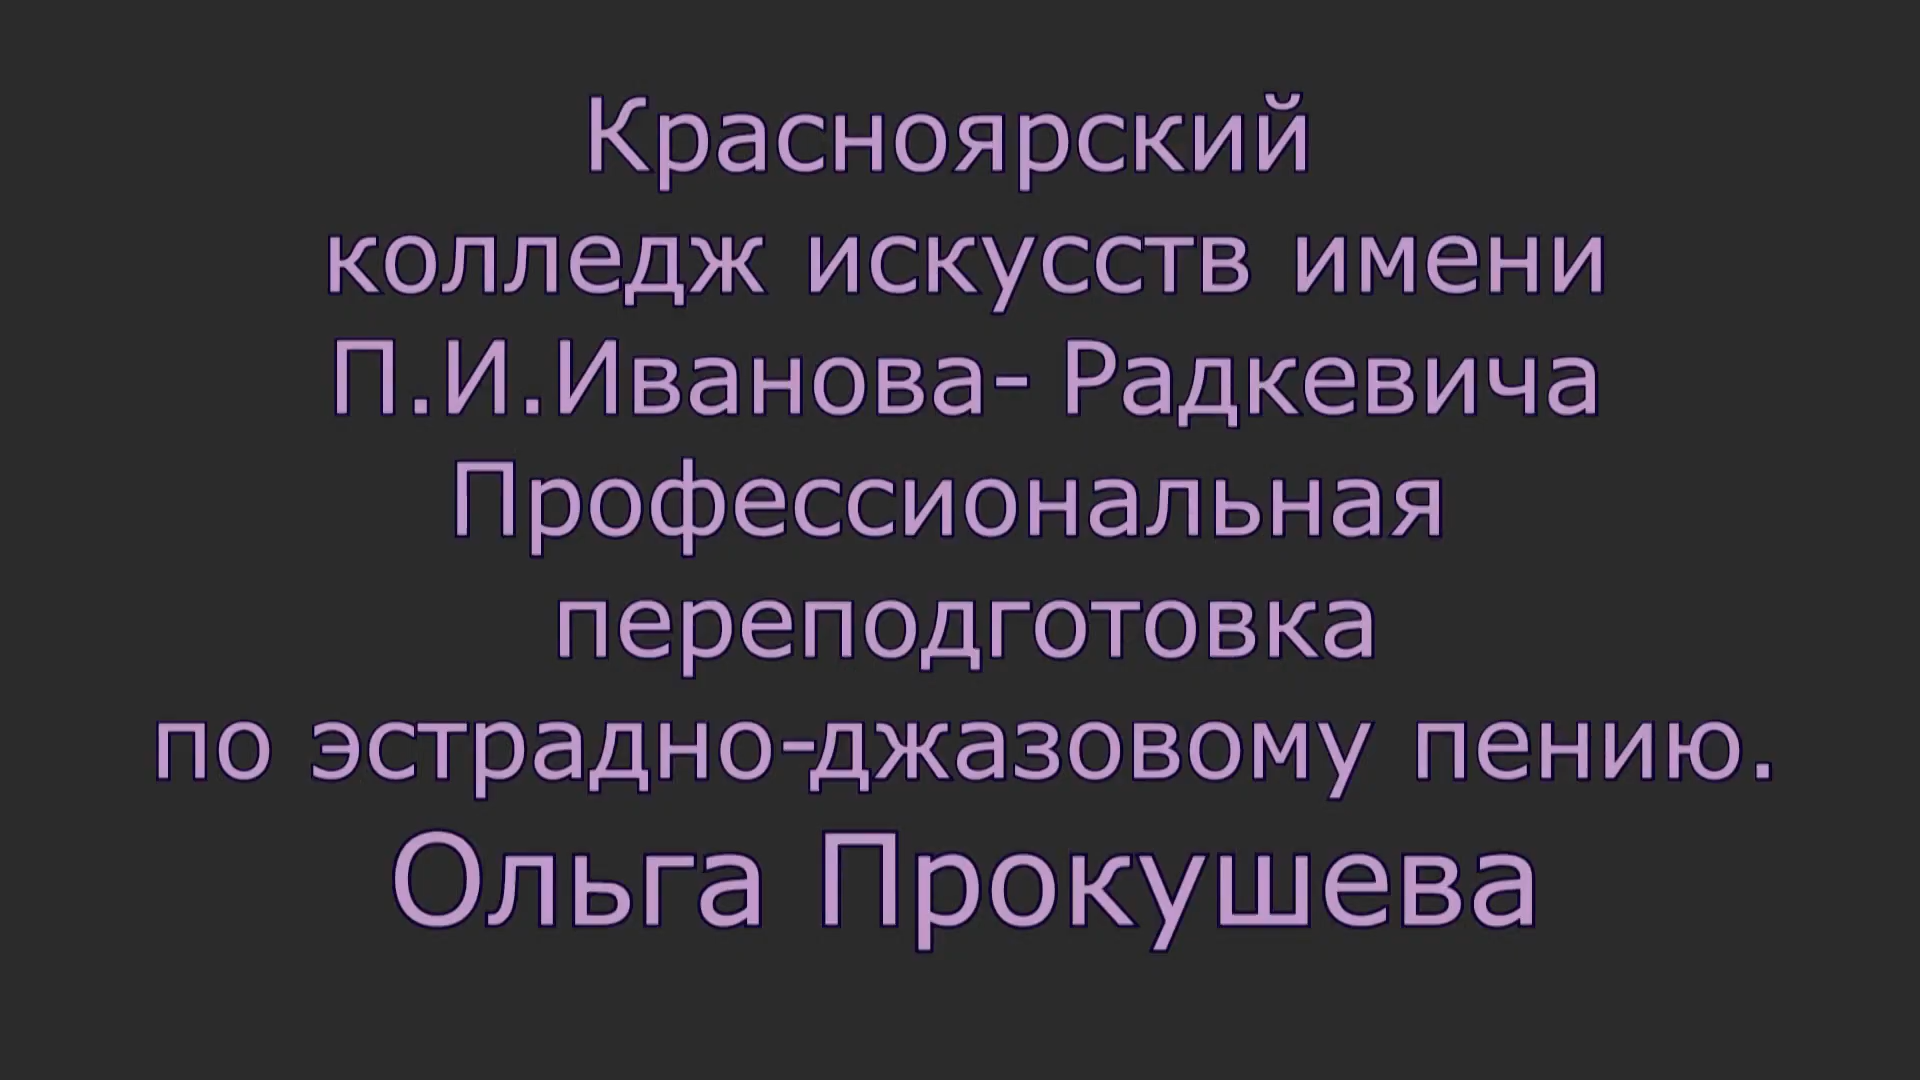 Красноярский
колледж искусств имени
П.И.Иванова- Радкевича
Профессиональная
переподготовка
по эстрадно-джазовому пению.
Ольга Прокушева